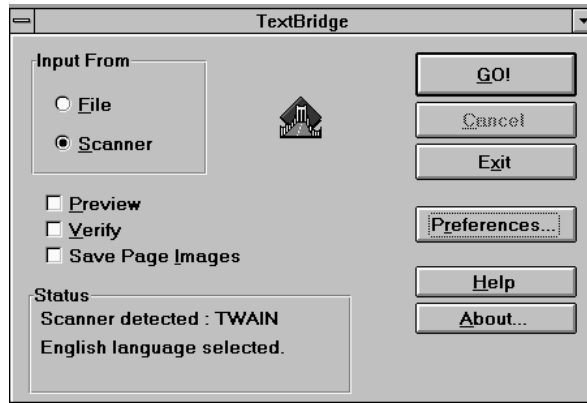 TextBridge
Input From
File
Scanner
Preview
Verify
Save Page Images
Status
Scanner detected : TWAIN
English language selected.
GO!
Cancel
Exit
Preferences...
Help
About...